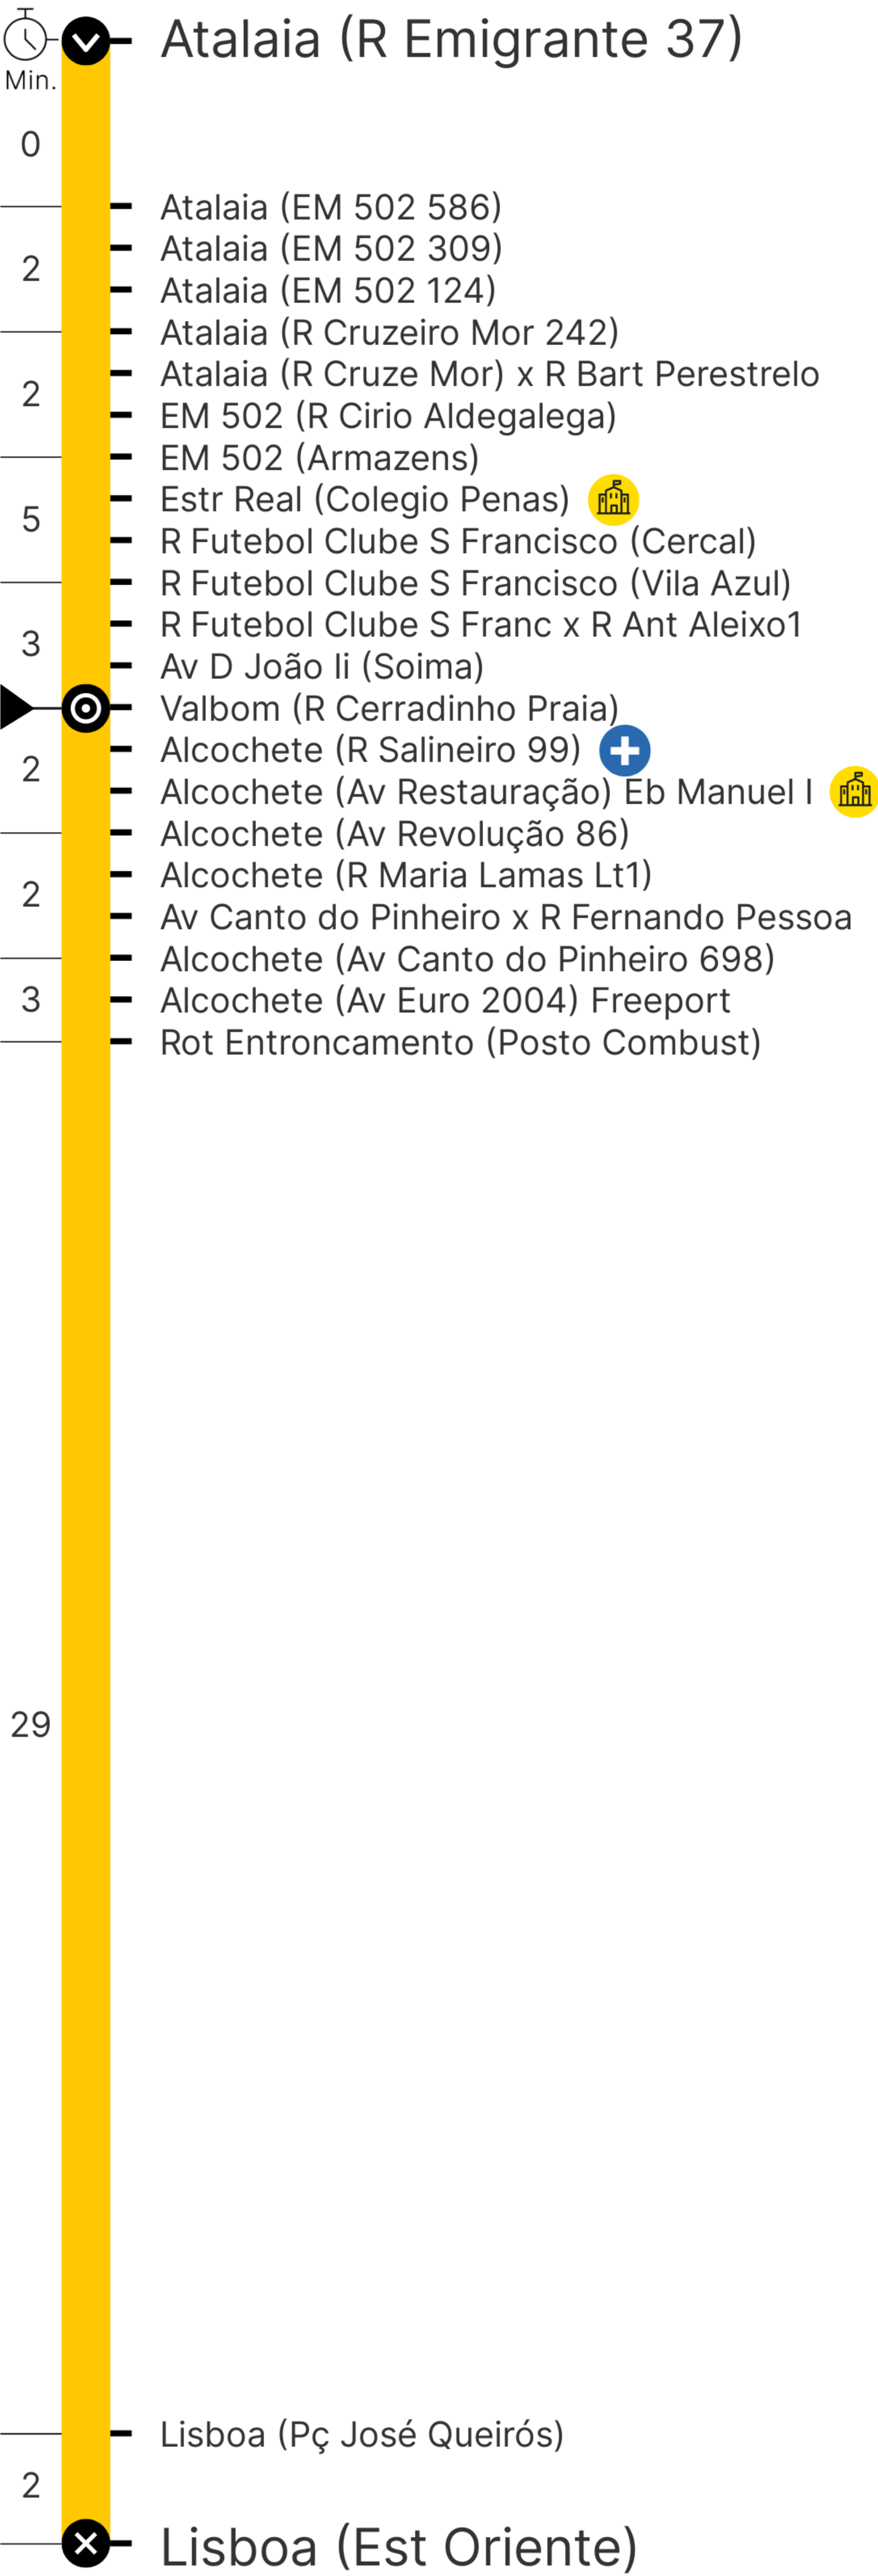 Atalaia (R Emigrante 37)
Min.
0
Atalaia (EM 502 586)
Atalaia (EM 502 309)
2
Atalaia (EM 502 124)
Atalaia (R Cruzeiro Mor 242)
Atalaia (R Cruze Mor) x R Bart Perestrelo
2
EM 502 (R Cirio Aldegalega)
EM 502 (Armazens)
Estr Real (Colegio Penas)
5
R Futebol Clube S Francisco (Cercal)
R Futebol Clube S Francisco (Vila Azul)
R Futebol Clube S Franc x R Ant Aleixo1
3
Av D João Ii (Soima)
Valbom (R Cerradinho Praia)
Alcochete (R Salineiro 99)
2
Alcochete (Av Restauração) Eb Manuel I
Alcochete (Av Revolução 86)
Alcochete (R Maria Lamas Lt1)
2
Av Canto do Pinheiro x R Fernando Pessoa
Alcochete (Av Canto do Pinheiro 698)
3
Alcochete (Av Euro 2004) Freeport
Rot Entroncamento (Posto Combust)
29
Lisboa (Pç José Queirós)
2
Lisboa (Est Oriente)